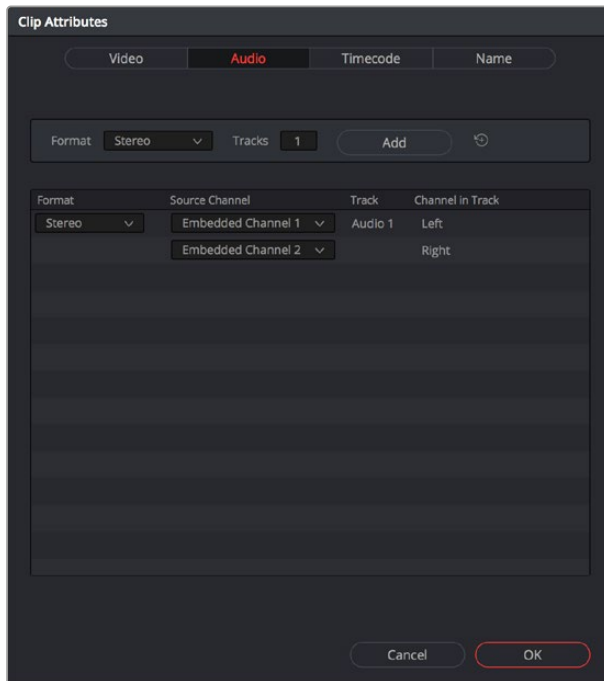 Clip Attributes
Video Audio Timecode Name
Format Stereo Tracks 1 Add
Format Source Channel Track Channel in Track
Stereo Embedded Channel 1 Audio 1 Left
Embedded Channel 2 Right
Cancel OK